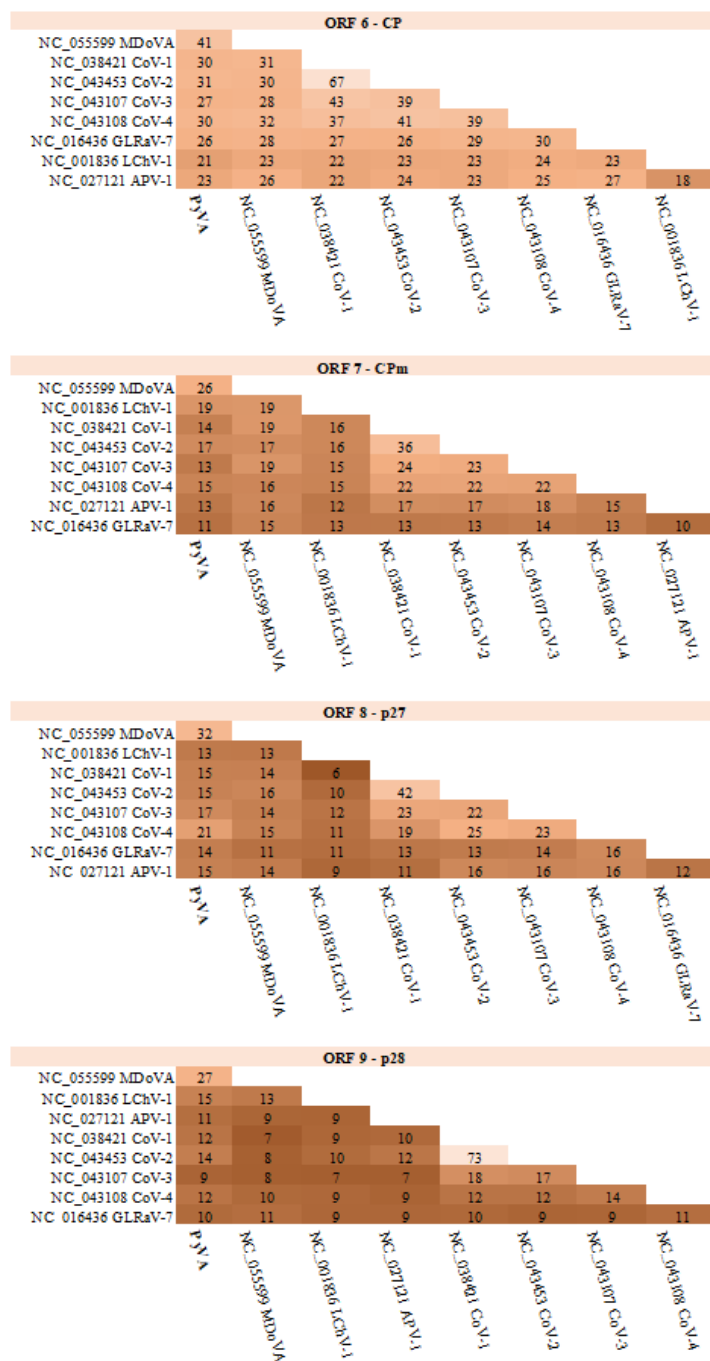 ORF 6 - CP
NC_055599 MDoVA 41
NC_038421 CoV-1 30 31
NC_043453 CoV-2 31 30 67
NC_043107 CoV-3 27 28 43 39
NC_043108 CoV-4 30 32 37 41 39
NC_016436 GLRaV-7 26 28 27 26 29 30
NC_001836 LChV-1 21 23 22 23 23 24 23
NC_027121 APV-1 23 26 22 24 23 25 27 18
PyVA NC_055599 MDoVA NC_038421 CoV-1 NC_043453 CoV-2 NC_043107 CoV-3 NC_043108 CoV-4 NC_016436 GLRaV-7 NC_001836 LChV-1
ORF 7 - CPm
NC_055599 MDoVA 26
NC_001836 LChV-1 19 19
NC_038421 CoV-1 14 19 16
NC_043453 CoV-2 17 17 16 36
NC_043107 CoV-3 13 19 15 24 23
NC_043108 CoV-4 15 16 15 22 22 22
NC_027121 APV-1 13 16 12 17 17 18 15
NC_016436 GLRaV-7 11 15 13 13 13 14 13 10
PyVA NC_055599 MDoVA NC_001836 LChV-1 NC_038421 CoV-1 NC_043453 CoV-2 NC_043107 CoV-3 NC_043108 CoV-4 NC_027121 APV-1
ORF 8 - p27
NC_055599 MDoVA 32
NC_001836 LChV-1 13 13
NC_038421 CoV-1 15 14 6
NC_043453 CoV-2 15 16 10 42
NC_043107 CoV-3 17 14 12 23 22
NC_043108 CoV-4 21 15 11 19 25 23
NC_016436 GLRaV-7 14 11 11 13 13 14 16
NC_027121 APV-1 15 14 9 11 16 16 16 12
PyVA NC_055599 MDoVA NC_001836 LChV-1 NC_038421 CoV-1 NC_043453 CoV-2 NC_043107 CoV-3 NC_043108 CoV-4 NC_016436 GLRaV-7
ORF 9 - p28
NC_055599 MDoVA 27
NC_001836 LChV-1 15 13
NC_027121 APV-1 11 9 9
NC_038421 CoV-1 12 7 9 10
NC_043453 CoV-2 14 8 10 12 73
NC_043107 CoV-3 9 8 7 7 18 17
NC_043108 CoV-4 12 10 9 9 12 12 14
NC_016436 GLRaV-7 10 11 9 9 10 9 9 11
PyVA NC_055599 MDoVA NC_001836 LChV-1 NC_027121 APV-1 NC_038421 CoV-1 NC_043453 CoV-2 NC_043107 CoV-3 NC_043108 CoV-4